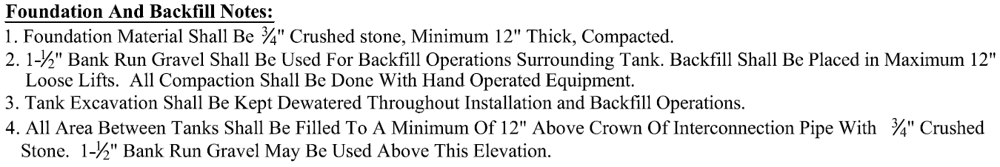 Foundation And Backfill Notes:
1. Foundation Material Shall Be ¾" Crushed stone, Minimum 12" Thick, Compacted.
2. 1-½" Bank Run Gravel Shall Be Used For Backfill Operations Surrounding Tank. Backfill Shall Be Placed in Maximum 12"
Loose Lifts. All Compaction Shall Be Done With Hand Operated Equipment.
3. Tank Excavation Shall Be Kept Dewatered Throughout Installation and Backfill Operations.
4. All Area Between Tanks Shall Be Filled To A Minimum Of 12" Above Crown Of Interconnection Pipe With ¾" Crushed
Stone. 1-½" Bank Run Gravel May Be Used Above This Elevation.